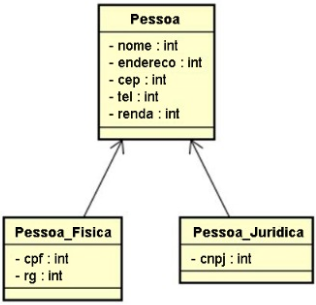 Pessoa
- nome : int
- endereco : int
- cep : int
- tel : int
- renda : int
Pessoa_Fisica
- cpf : int
- rg : int
Pessoa_Juridica
- cnpj : int